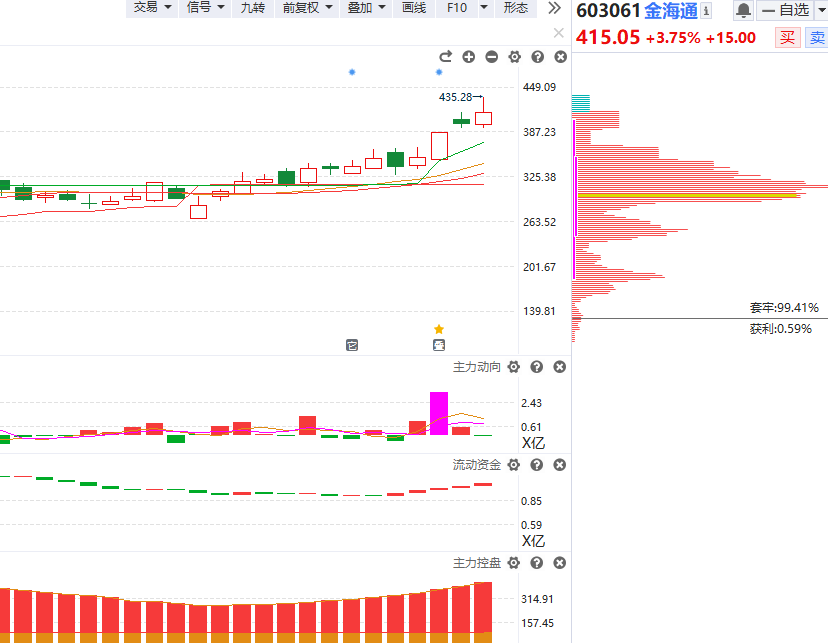 交易 信号 九转 前复权 叠加 画线 F10 形态
603061 金海通
自选
415.05 +3.75% +15.00 买 卖
449.09
435.28
387.23
325.38
263.52
201.67
139.81
套牢:99.41%
获利:0.59%
主力动向
2.43
0.61
X亿
流动资金
0.85
0.59
X亿
主力控盘
314.91
157.45